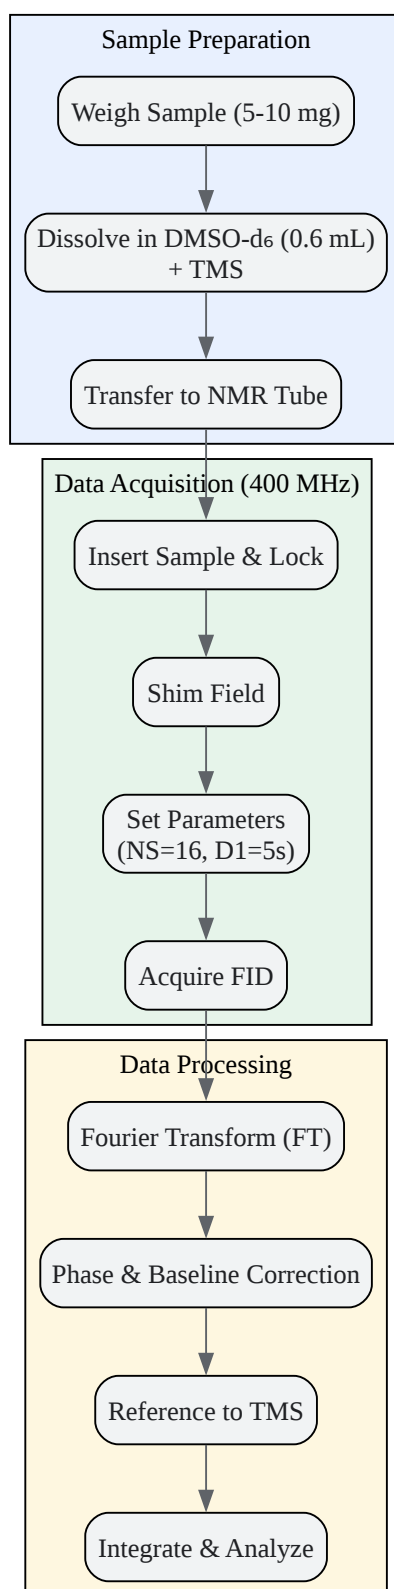 Sample Preparation
Weigh Sample (5-10 mg)
Dissolve in DMSO-d₆ (0.6 mL)
+ TMS
Transfer to NMR Tube
Data Acquisition (400 MHz)
Insert Sample & Lock
Shim Field
Set Parameters
(NS=16, D1=5s)
Acquire FID
Data Processing
Fourier Transform (FT)
Phase & Baseline Correction
Reference to TMS
Integrate & Analyze